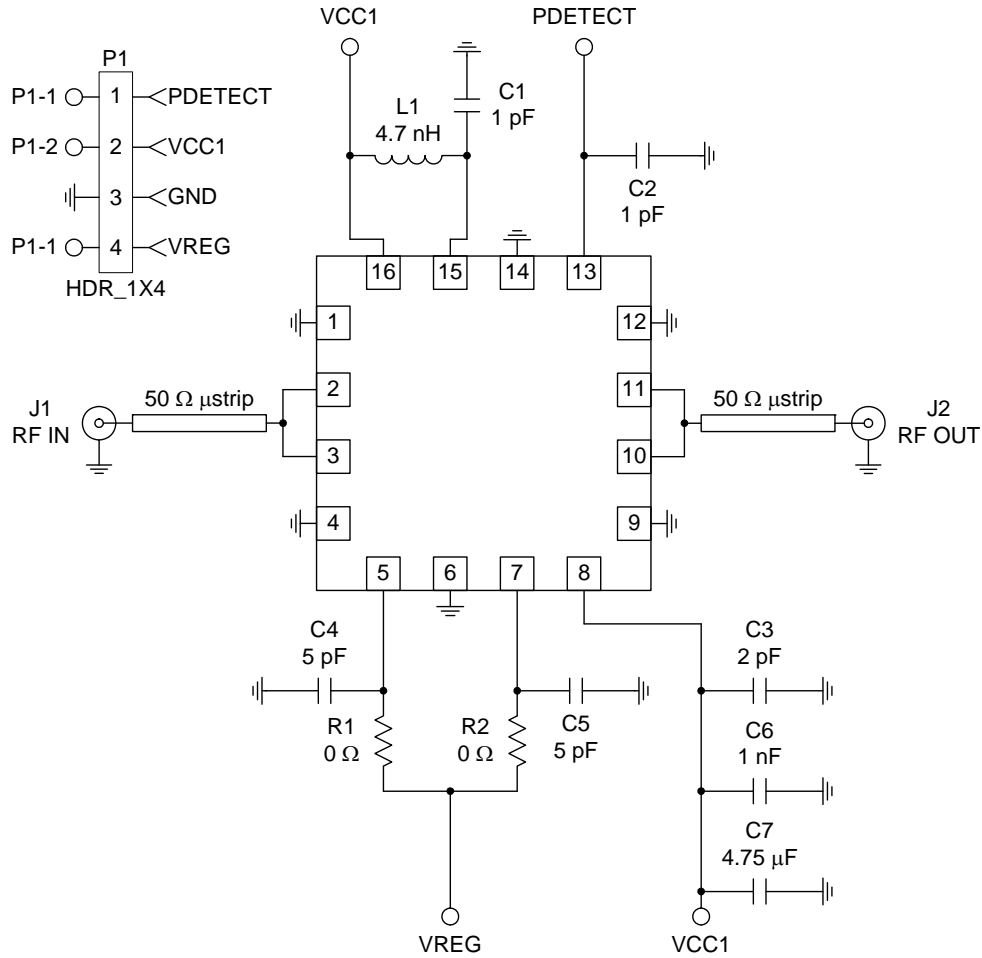 VCC1
PDETECT
P1
P1-1 1 PDETECT
P1-2 2 VCC1
3 GND
P1-1 4 VREG
HDR_1X4
L1
4.7 nH
C1
1 pF
C2
1 pF
16 15 14 13
1 12
2 11
3 10
4 9
5 6 7 8
J1
RF IN
50 Ω μstrip
50 Ω μstrip
J2
RF OUT
C4
5 pF
R1
0 Ω
R2
0 Ω
C5
5 pF
C3
2 pF
C6
1 nF
C7
4.75 μF
VREG
VCC1